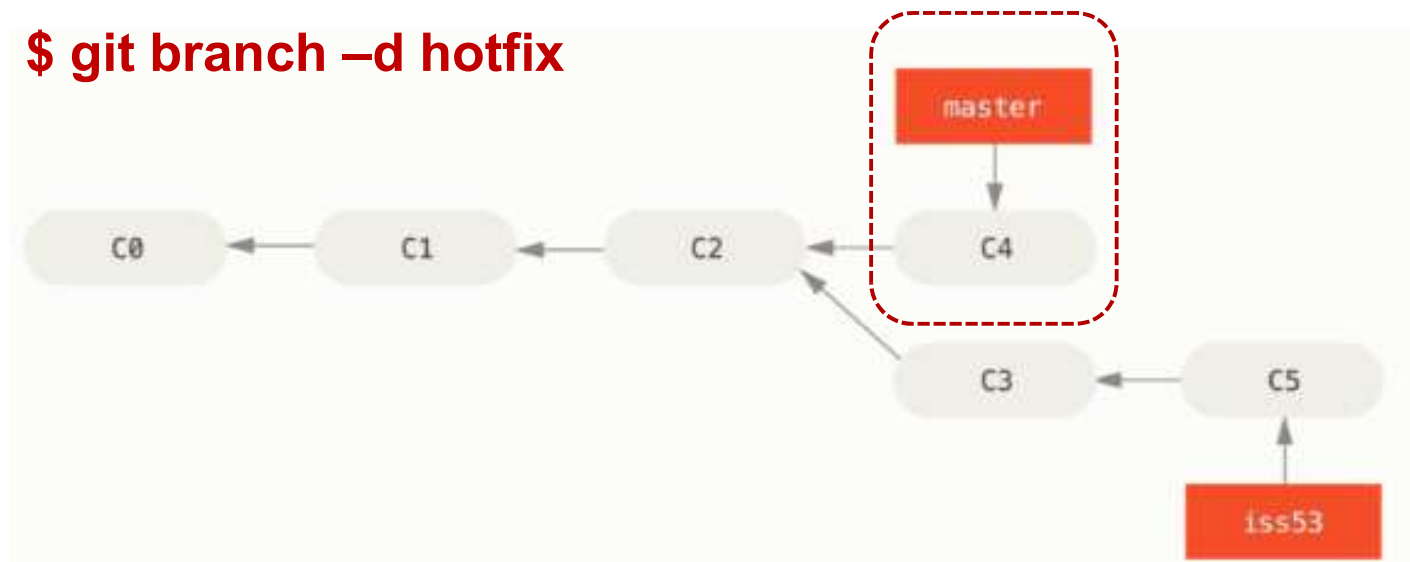 $ git branch –d hotfix
master
C0
C1
C2
C4
C3
C5
iss53